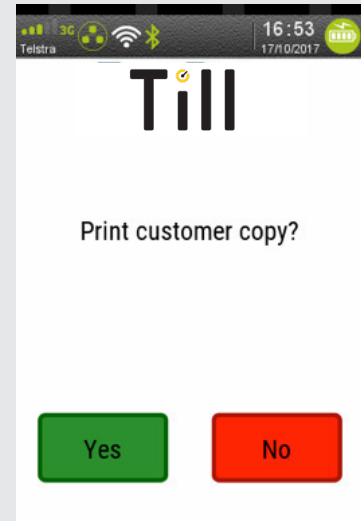 3G
16:53
Telstra
17/10/2017
Till
Print customer copy?
Yes
No